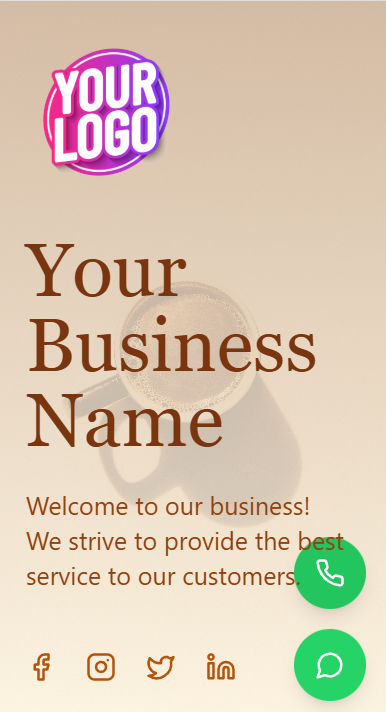 YOUR
LOGO
Your
Business
Name
Welcome to our business!
We strive to provide the best
service to our customers.